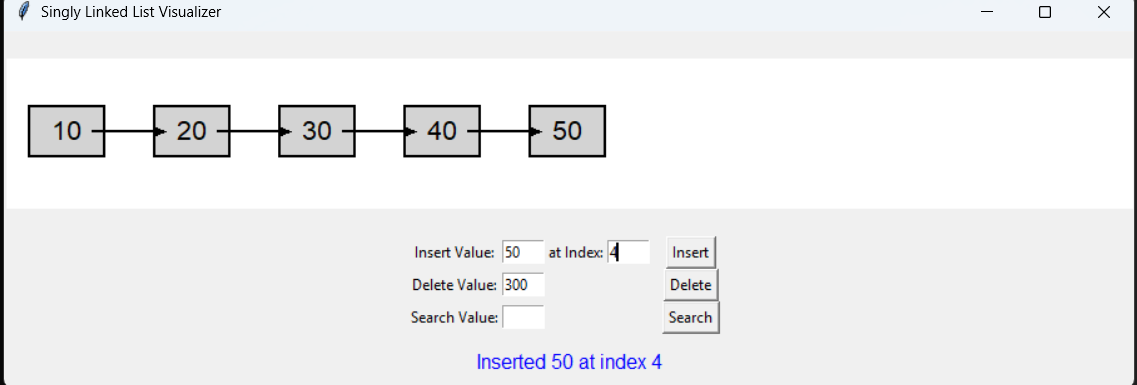 Singly Linked List Visualizer
10 20 30 40 50
Insert Value: 50 at Index: 4 Insert
Delete Value: 300 Delete
Search Value: Search
Inserted 50 at index 4